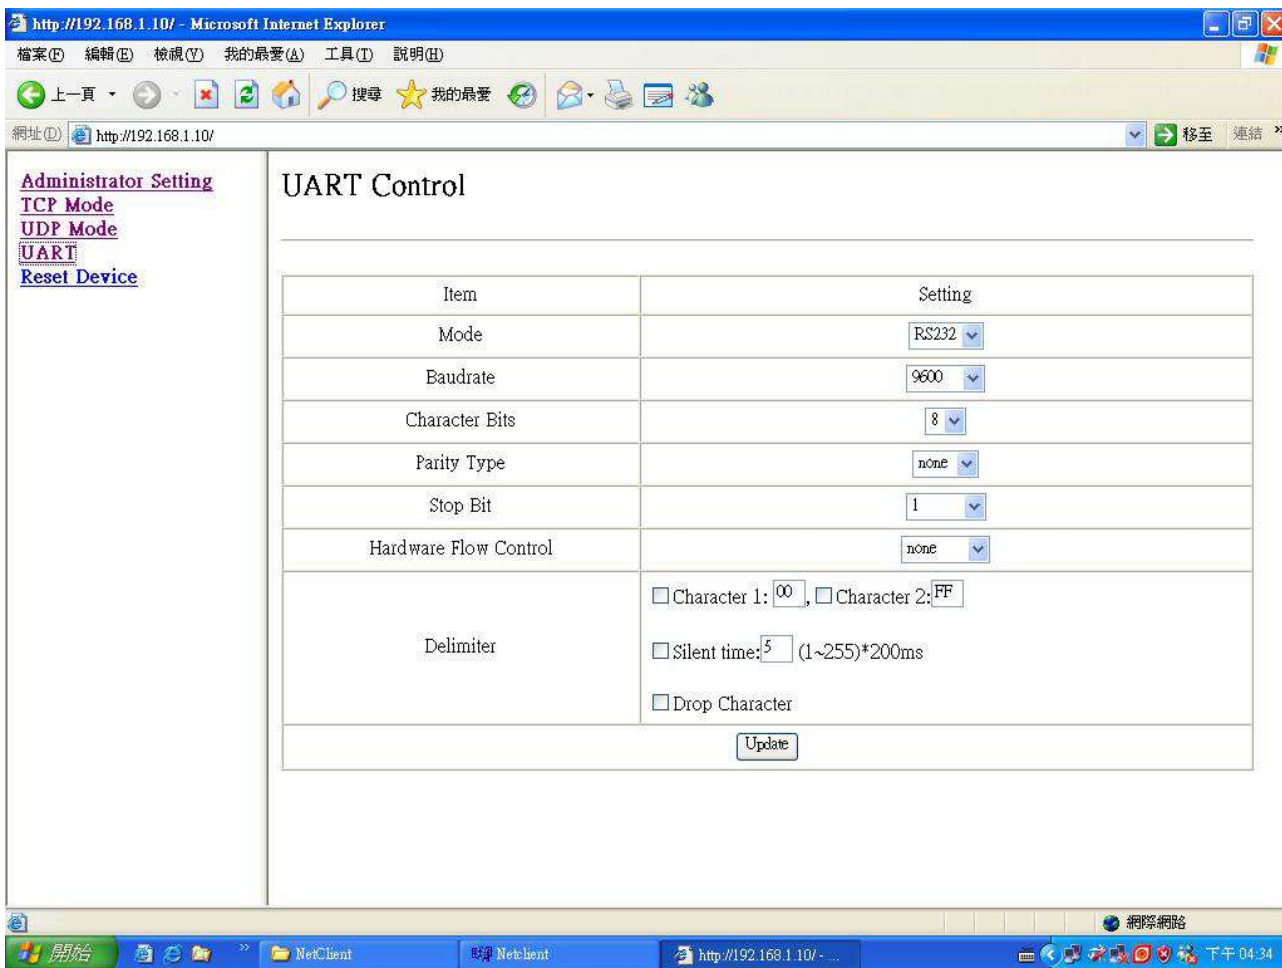 http://192.168.1.10/ - Microsoft Internet Explorer
檔案(F) 編輯(E) 檢視(V) 我的最愛(A) 工具(T) 說明(H)
上一頁 搜尋 我的最愛
網址(D) http://192.168.1.10/ 移至 連結 »
Administrator Setting
TCP Mode
UDP Mode
UART
Reset Device
UART Control
Item Setting
Mode RS232
Baudrate 9600
Character Bits 8
Parity Type none
Stop Bit 1
Hardware Flow Control none
Delimiter
Character 1: 00 , Character 2: FF
Silent time: 5 (1~255)*200ms
Drop Character
Update
網際網路
開始 » NetClient Netclient http://192.168.1.10/ - ... 下午 04:34